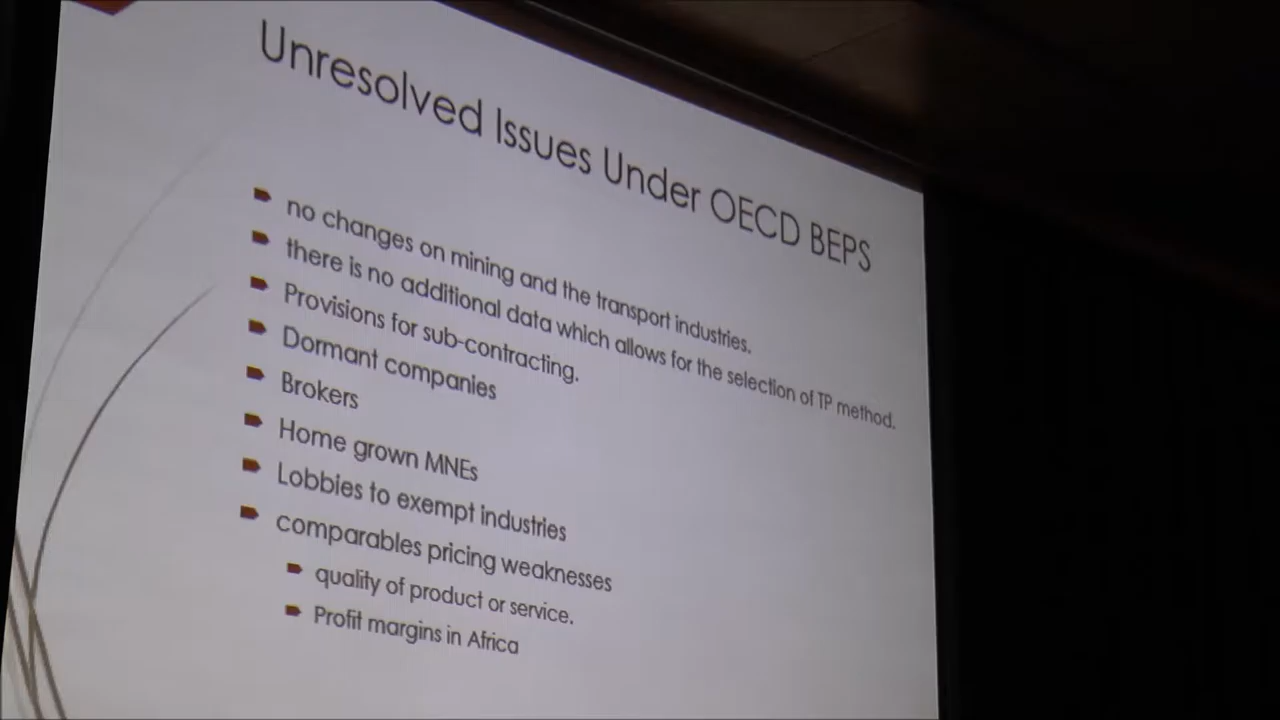 Unresolved Issues Under OECD BEPS
no changes on mining and the transport industries.
there is no additional data which allows for the selection of TP method.
Provisions for sub-contracting.
Dormant companies
Brokers
Home grown MNEs
Lobbies to exempt industries
comparables pricing weaknesses
quality of product or service.
Profit margins in Africa